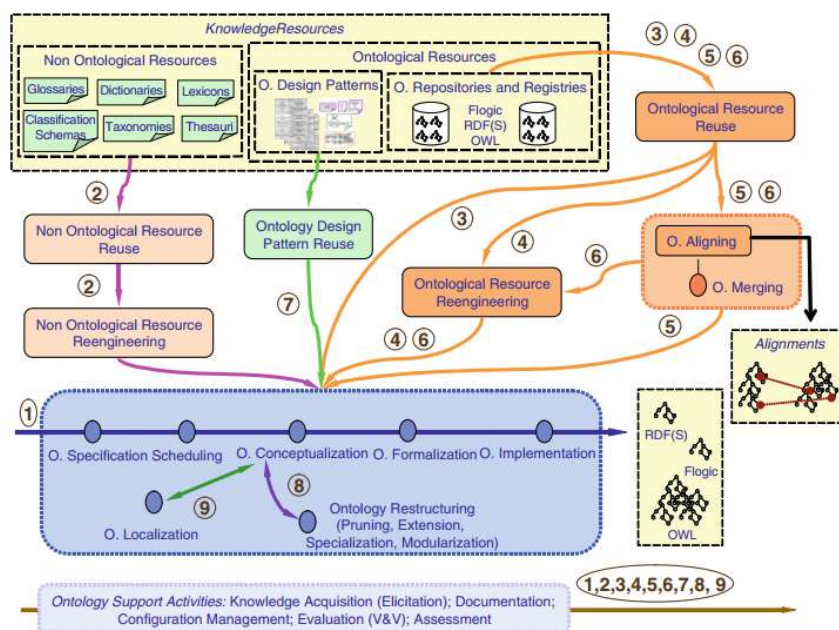 KnowledgeResources
Non Ontological Resources
Glossaries
Dictionaries
Lexicons
Classification
Schemas
Taxonomies
Thesauri
Ontological Resources
O. Design Patterns
O. Repositories and Registries
Flogic
RDF(S)
OWL
3 4
5 6
Ontological Resource
Reuse
2
Non Ontological Resource
Reuse
2
Non Ontological Resource
Reengineering
Ontology Design
Pattern Reuse
7
3
4
5 6
Ontological Resource
Reengineering
4 6
6
O. Aligning
O. Merging
5
Alignments
1
O. Specification
Scheduling
O. Conceptualization
O. Formalization
O. Implementation
9
8
O. Localization
Ontology Restructuring
(Pruning, Extension,
Specialization, Modularization)
RDF(S)
Flogic
OWL
1,2,3,4,5,6,7,8, 9
Ontology Support Activities: Knowledge Acquisition (Elicitation); Documentation;
Configuration Management; Evaluation (V&V); Assessment